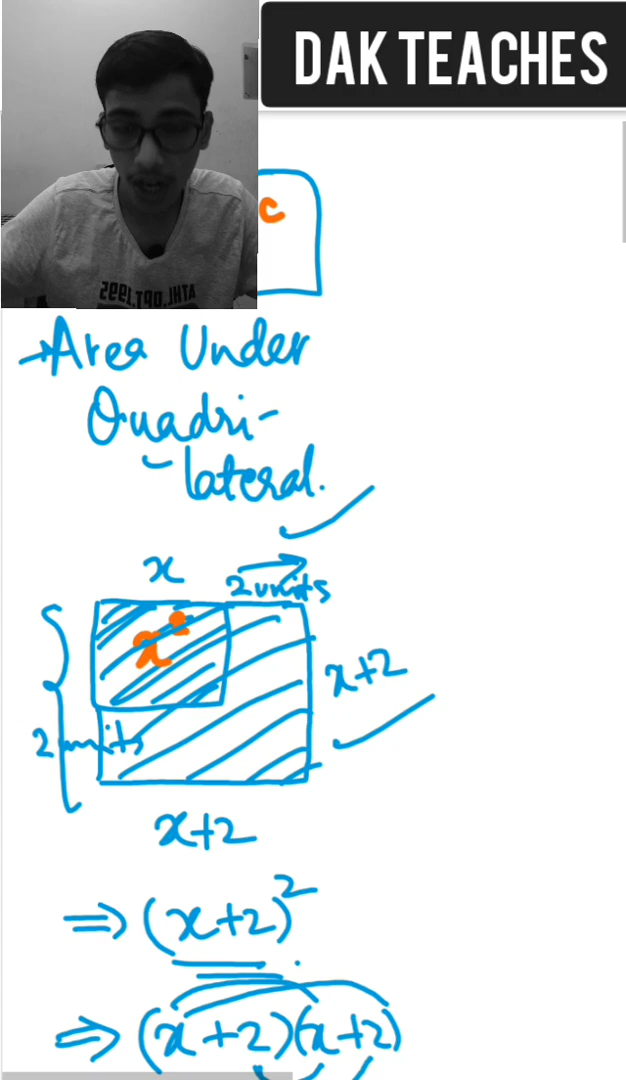 DAK TEACHES
c
→Area Under
Quadri-
-lateral.
x
2 units
x²
x+2
2 units
x+2
⇒ (x+2)²
⇒ (x+2)(x+2)